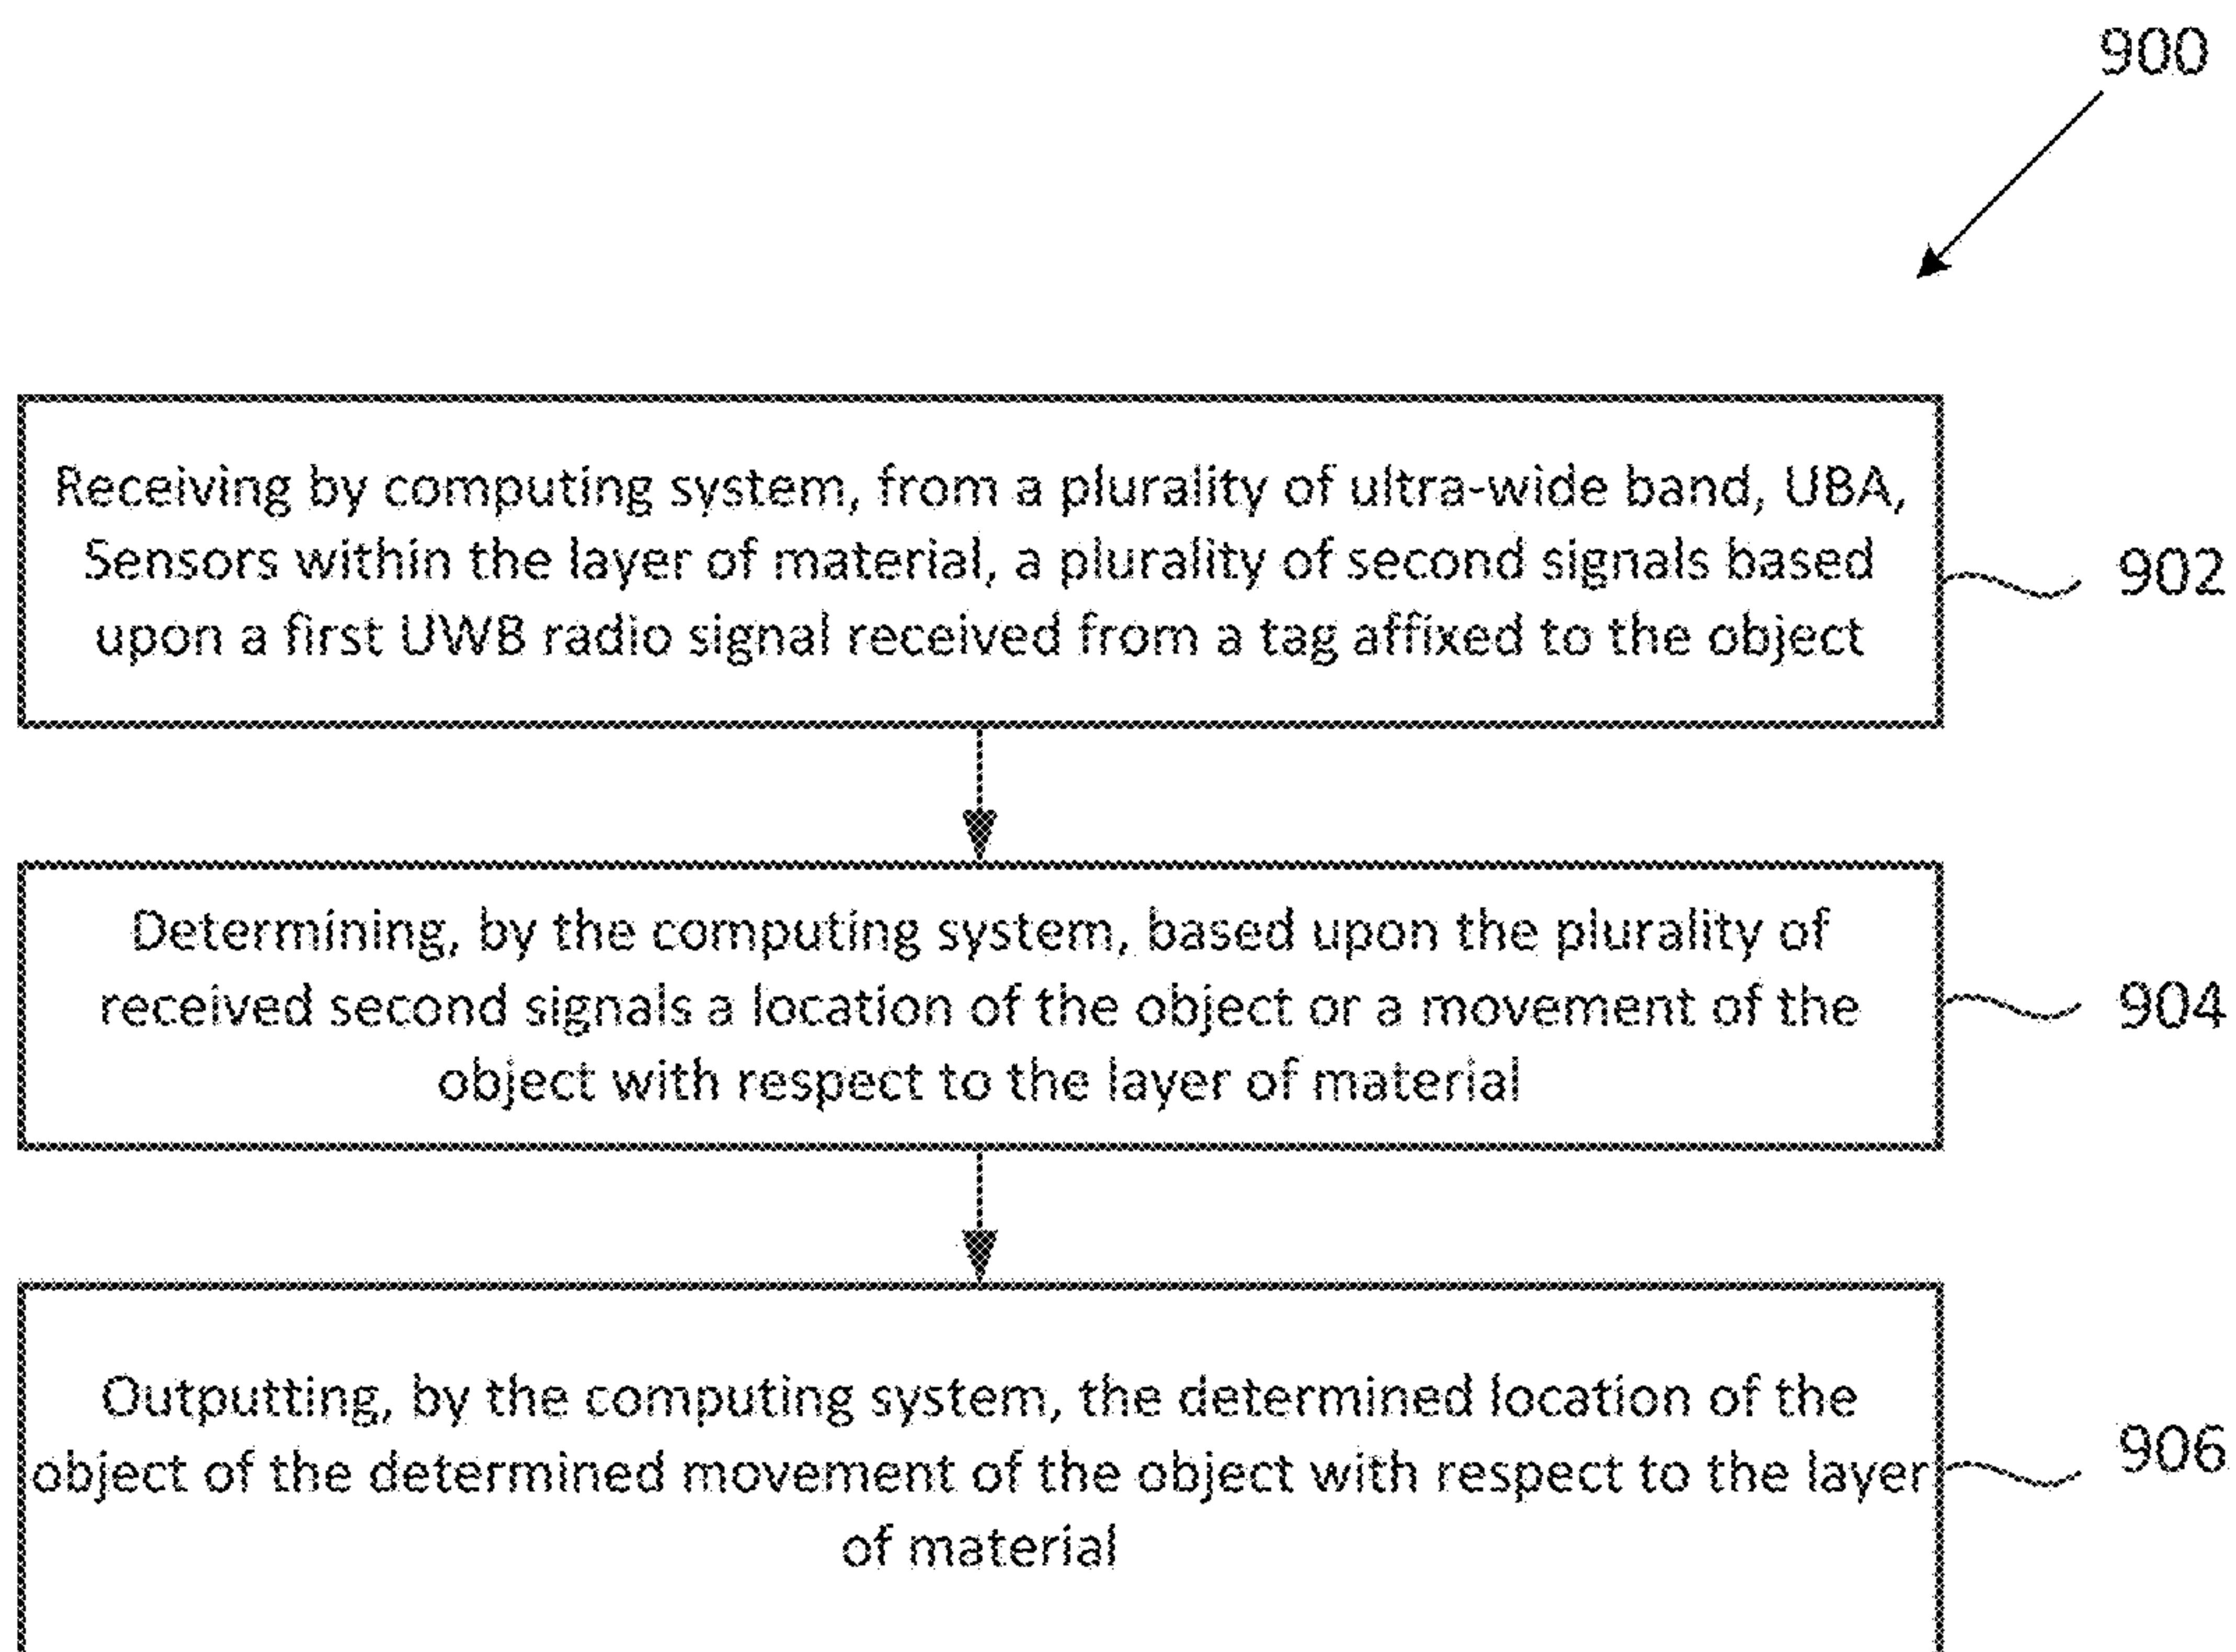 900
Receiving by computing system, from a plurality of ultra-wide band, UBA,
Sensors within the layer of material, a plurality of second signals based
upon a first UWB radio signal received from a tag affixed to the object
902
Determining, by the computing system, based upon the plurality of
received second signals a location of the object or a movement of the
object with respect to the layer of material
904
Outputting, by the computing system, the determined location of the
object of the determined movement of the object with respect to the layer
of material
906